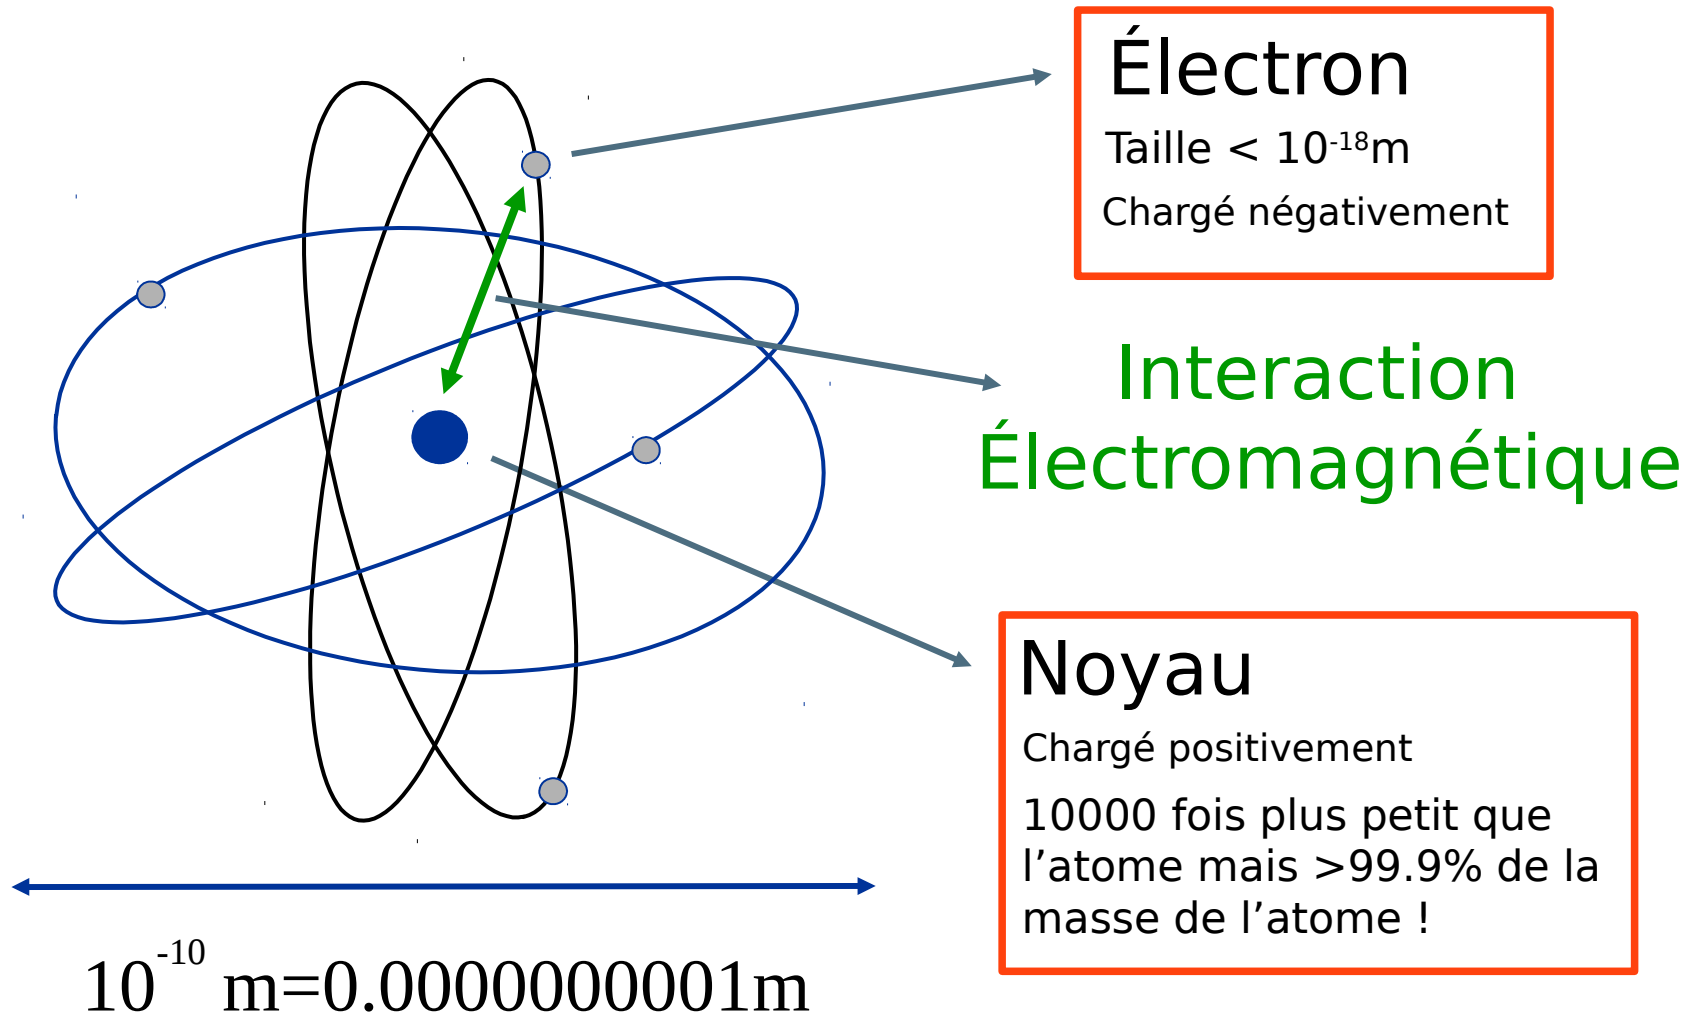 Électron
Taille < 10⁻¹⁸m
Chargé négativement
Interaction
Électromagnétique
Noyau
Chargé positivement
10000 fois plus petit que
l’atome mais >99.9% de la
masse de l’atome !
10⁻¹⁰ m=0.0000000001m